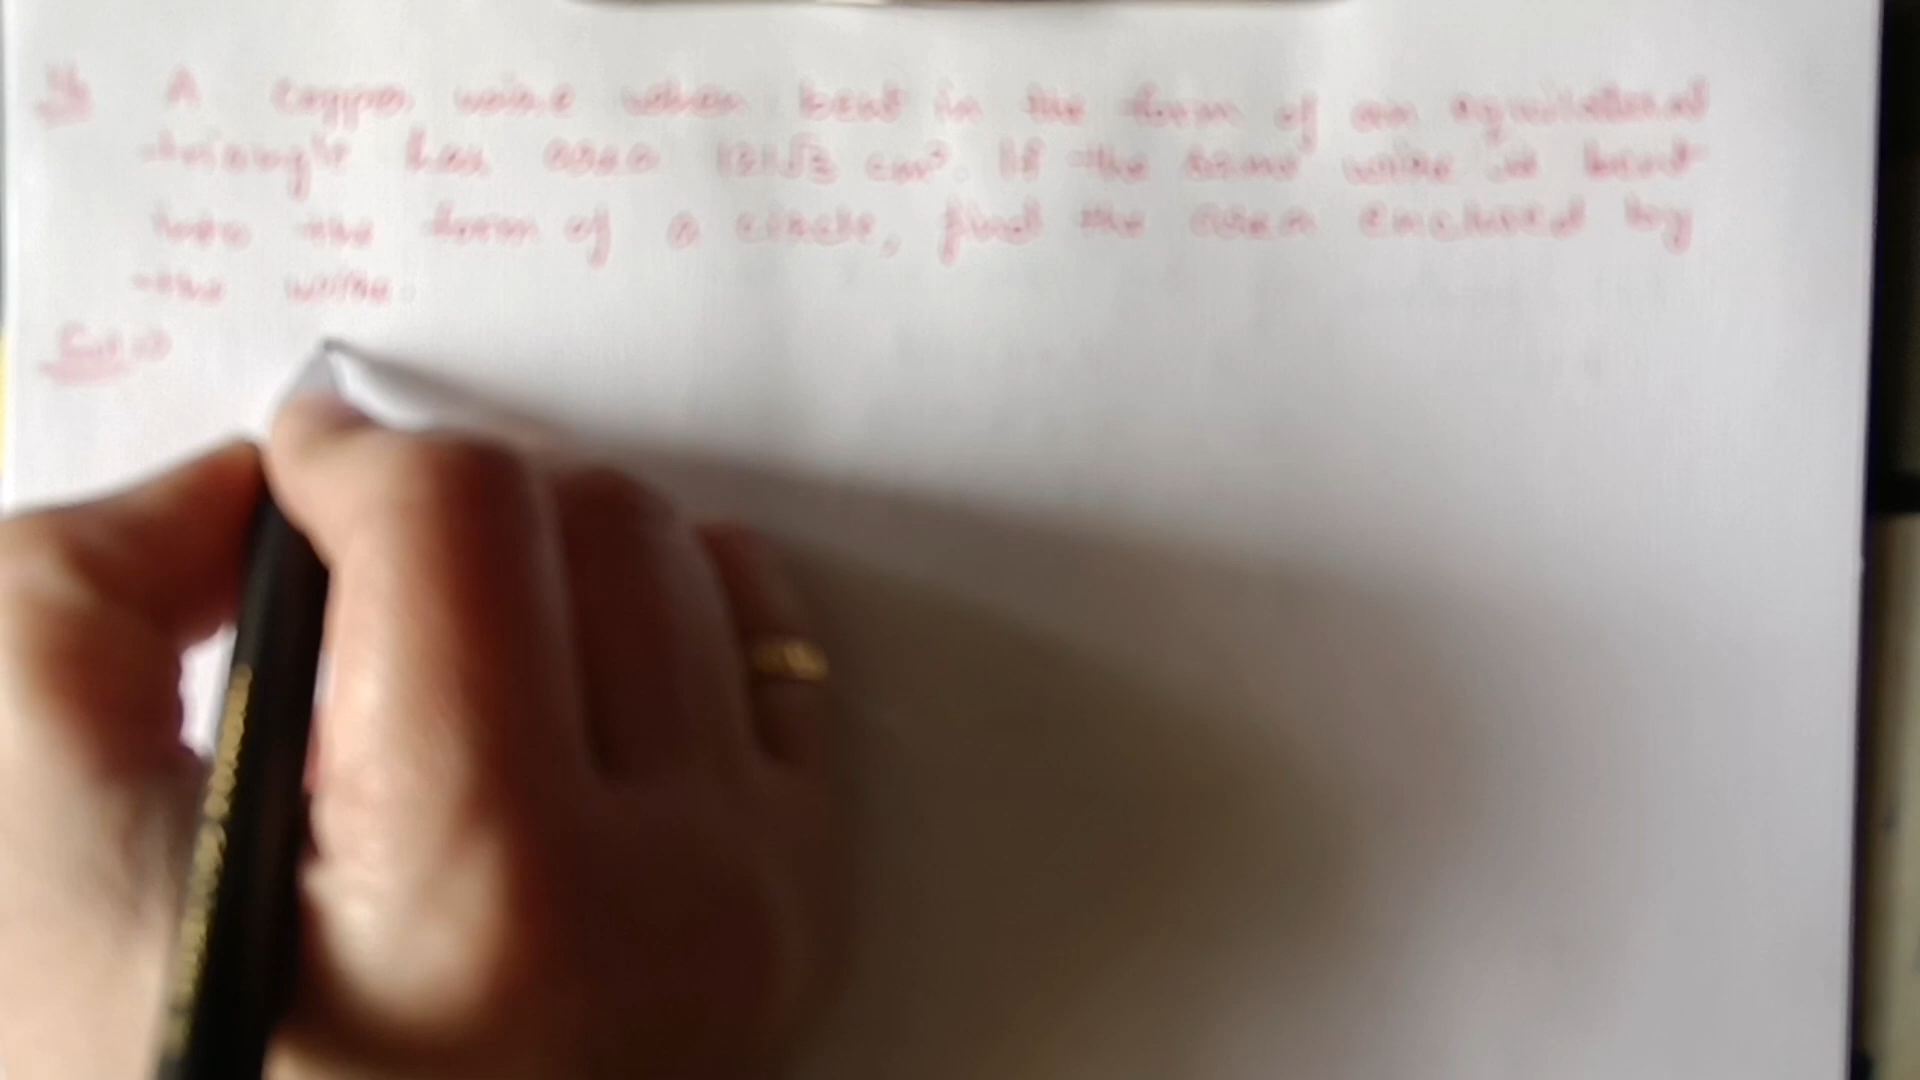 A copper wire when bent in the form of an equilateral
triangle has area 121√3 cm². If the same wire is bent
into the form of a circle, find the area enclosed by
the wire.
Sol ⇒